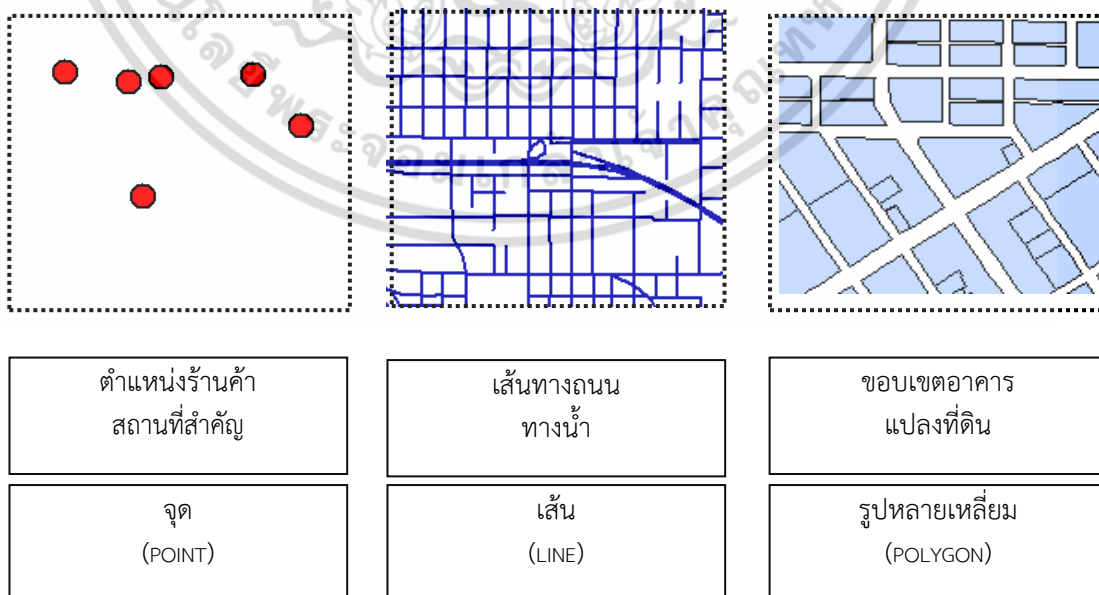 ตำแหน่งร้านค้า
สถานที่สำคัญ
เส้นทางถนน
ทางน้ำ
ขอบเขตอาคาร
แปลงที่ดิน
จุด
(POINT)
เส้น
(LINE)
รูปหลายเหลี่ยม
(POLYGON)